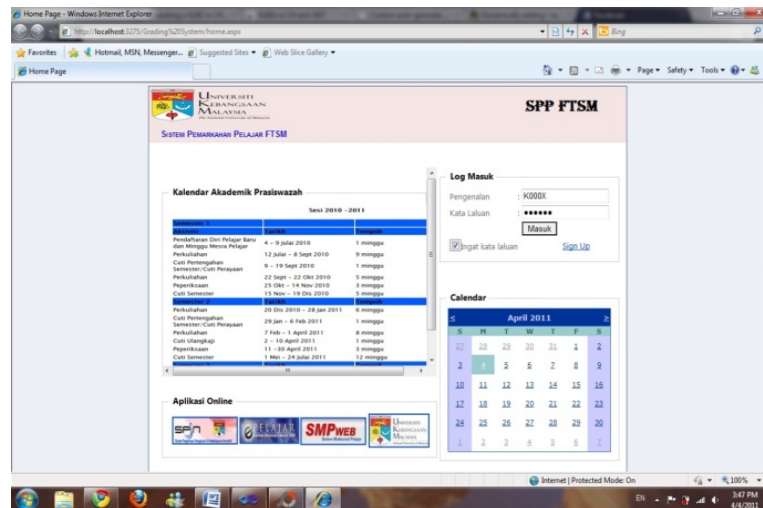 Home Page - Windows Internet Explorer
http://localhost:3275/Grading%20System/home.aspx
Bing
Favorites Hotmail, MSN, Messenger... Suggested Sites Web Slice Gallery
Home Page
Page Safety Tools
UNIVERSITI
KEBANGSAAN
MALAYSIA
The National University of Malaysia
SPP FTSM
SISTEM PEMARKAHAN PELAJAR FTSM
Kalendar Akademik Prasiswazah
Sesi 2010 -2011
Semester 1
Aktiviti Tarikh Tempoh
Pendaftaran Diri Pelajar Baru dan Minggu Mesra Pelajar 4 - 9 Julai 2010 1 minggu
Perkuliahan 12 Julai - 8 Sept 2010 9 minggu
Cuti Pertengahan Semester/Cuti Perayaan 9 - 19 Sept 2010 1 minggu
Perkuliahan 22 Sept - 22 Okt 2010 5 minggu
Peperiksaan 25 Okt - 14 Nov 2010 3 minggu
Cuti Semester 15 Nov - 19 Dis 2010 5 minggu
Semester 2 Tarikh Tempoh
Perkuliahan 20 Dis 2010 - 28 Jan 2011 6 minggu
Cuti Pertengahan Semester/Cuti Perayaan 29 Jan - 6 Feb 2011 1 minggu
Perkuliahan 7 Feb - 1 April 2011 8 minggu
Cuti Ulangkaji 2 - 10 April 2011 1 minggu
Peperiksaan 11 -30 April 2011 3 minggu
Cuti Semester 1 Mei - 24 Julai 2011 12 minggu
Log Masuk
Pengenalan : K000X
Kata Laluan : ●●●●●●
Masuk
Ingat kata laluan Sign Up
Calendar
< April 2011 >
S M T W T F S
27 28 29 30 31 1 2
3 4 5 6 7 8 9
10 11 12 13 14 15 16
17 18 19 20 21 22 23
24 25 26 27 28 29 30
1 2 3 4 5 6 7
Aplikasi Online
SPIN
PELAJAR
SMPWEB
UNIVERSITI
KEBANGSAAN
MALAYSIA
Internet | Protected Mode: On 100%
EN 3:47 PM
4/4/2011